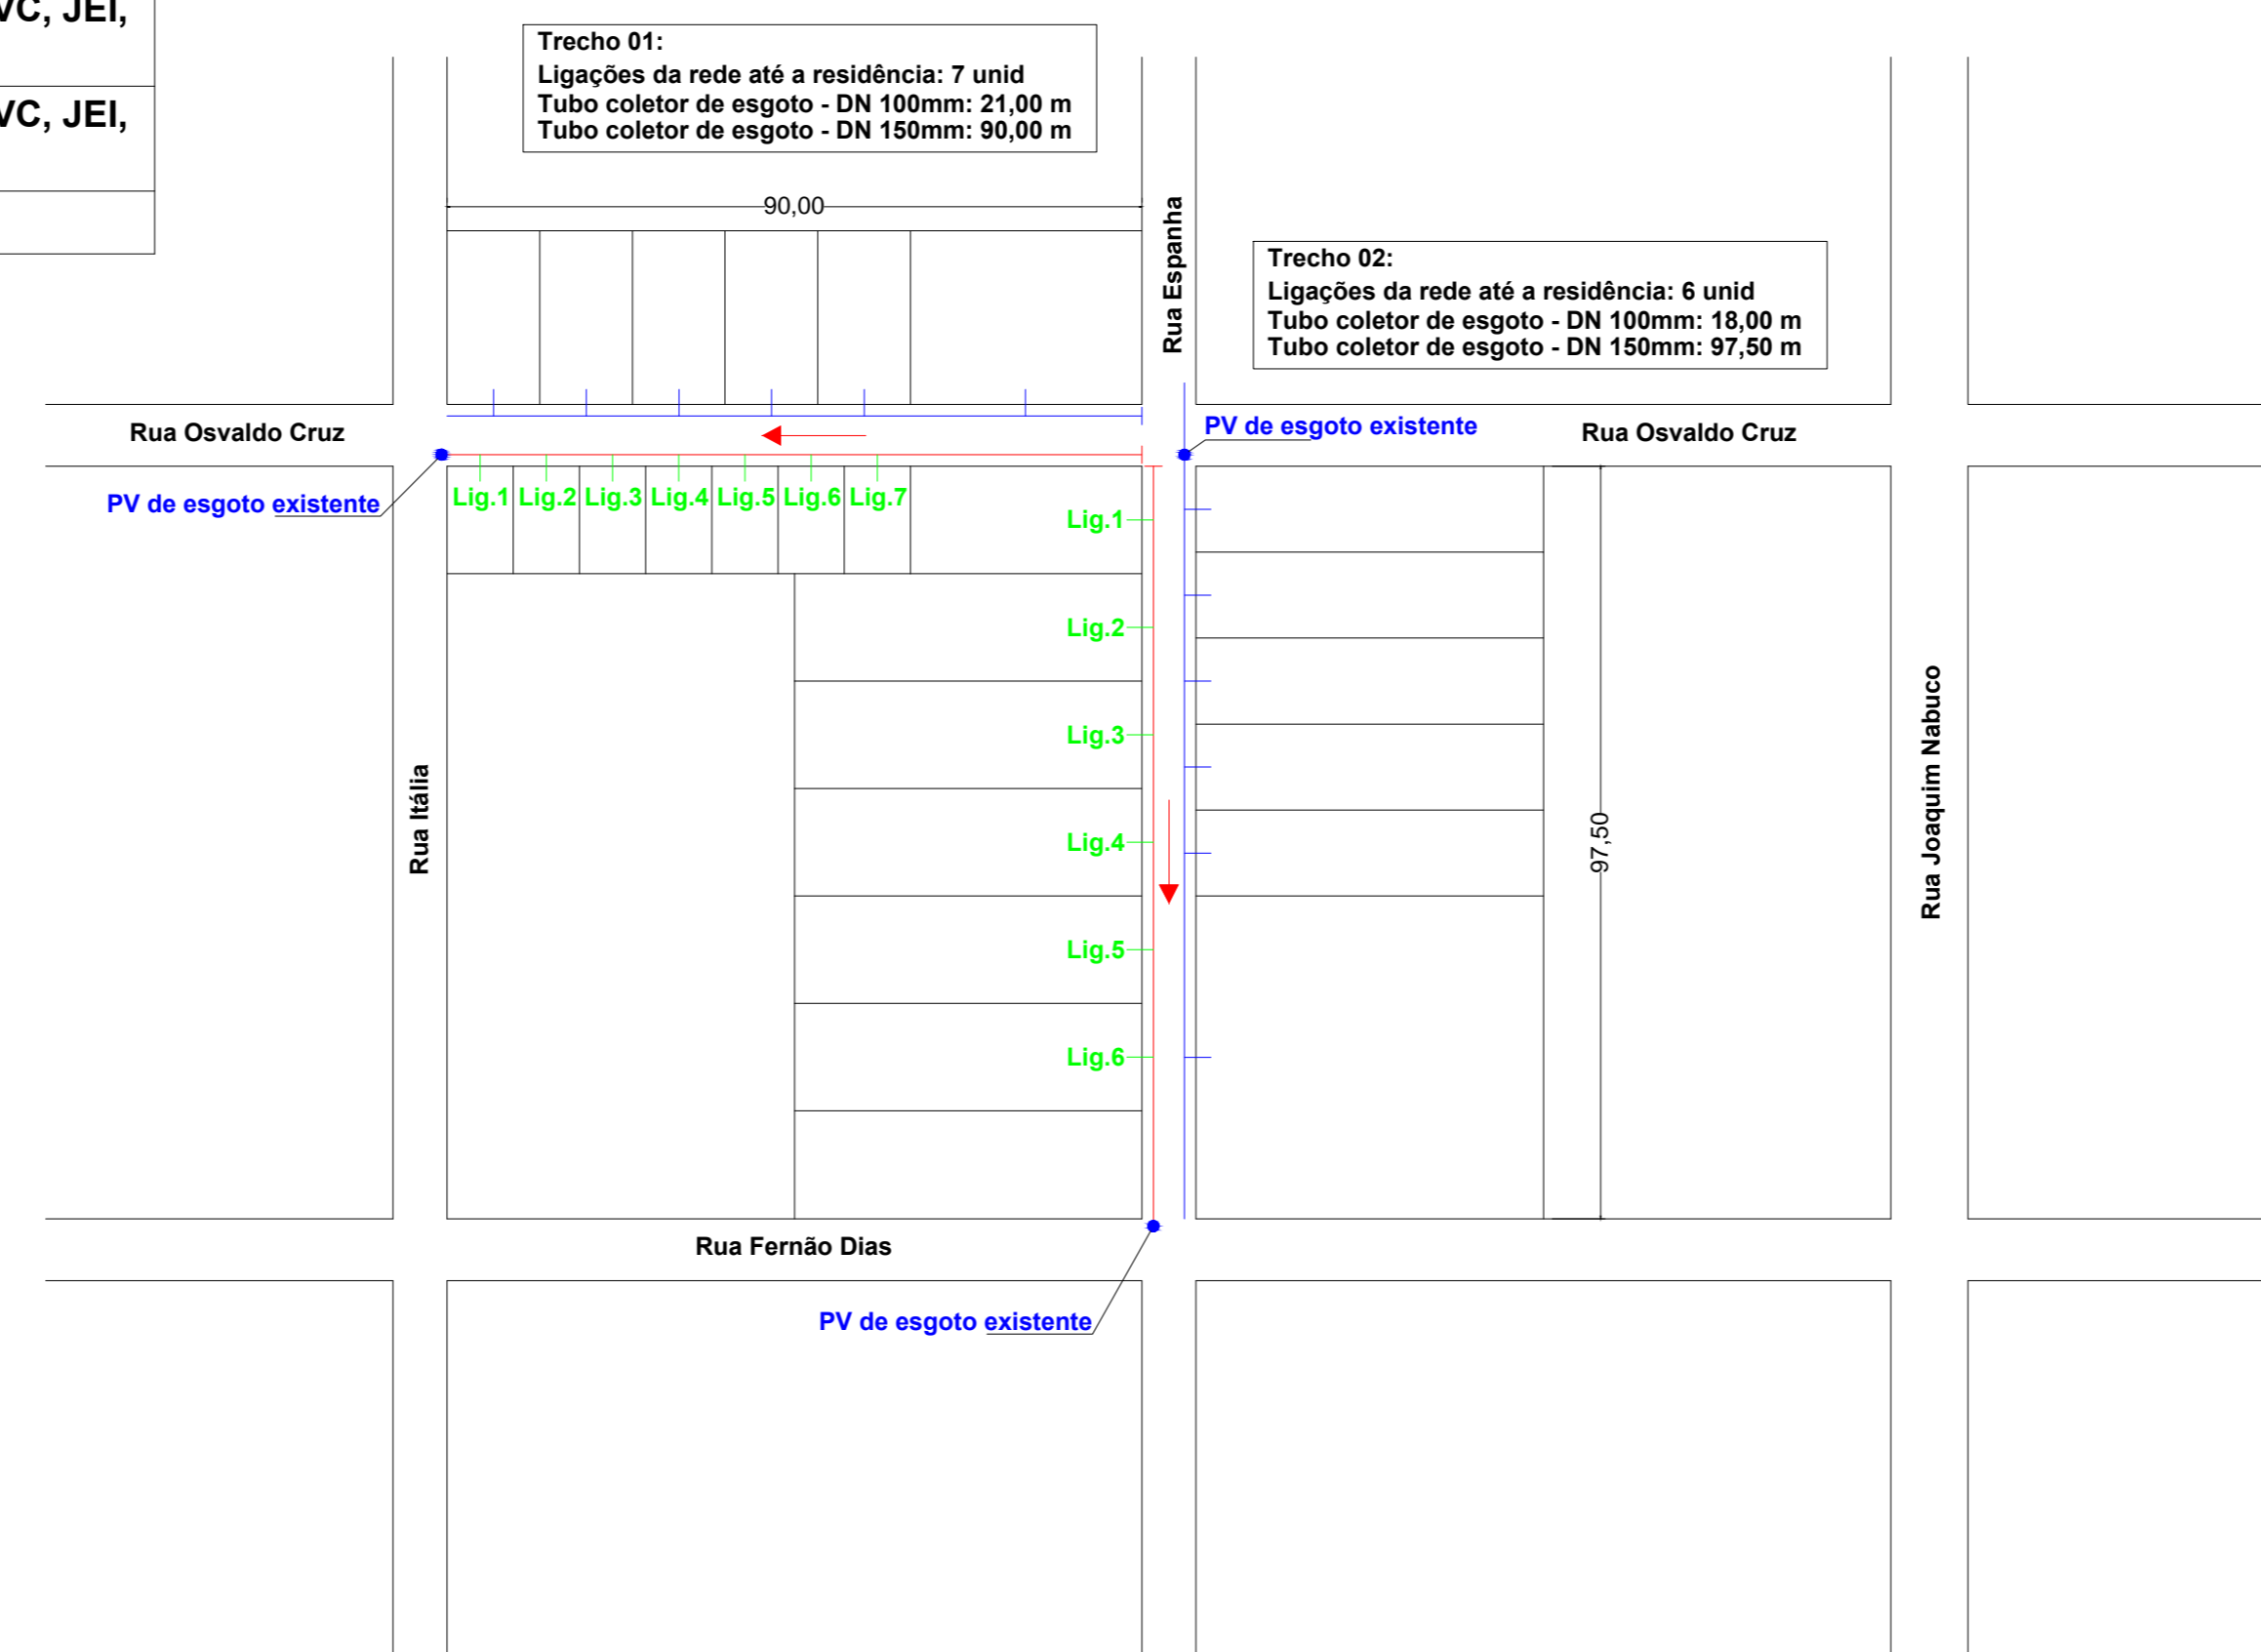 VC, JEI,
VC, JEI,
Trecho 01:
Ligações da rede até a residência: 7 unid
Tubo coletor de esgoto - DN 100mm: 21,00 m
Tubo coletor de esgoto - DN 150mm: 90,00 m
90,00
Rua Espanha
Trecho 02:
Ligações da rede até a residência: 6 unid
Tubo coletor de esgoto - DN 100mm: 18,00 m
Tubo coletor de esgoto - DN 150mm: 97,50 m
Rua Osvaldo Cruz
PV de esgoto existente
Rua Osvaldo Cruz
PV de esgoto existente
Lig.1 Lig.2 Lig.3 Lig.4 Lig.5 Lig.6 Lig.7
Lig.1
Lig.2
Lig.3
Lig.4
Lig.5
Lig.6
Rua Itália
97,50
Rua Joaquim Nabuco
Rua Fernão Dias
PV de esgoto existente